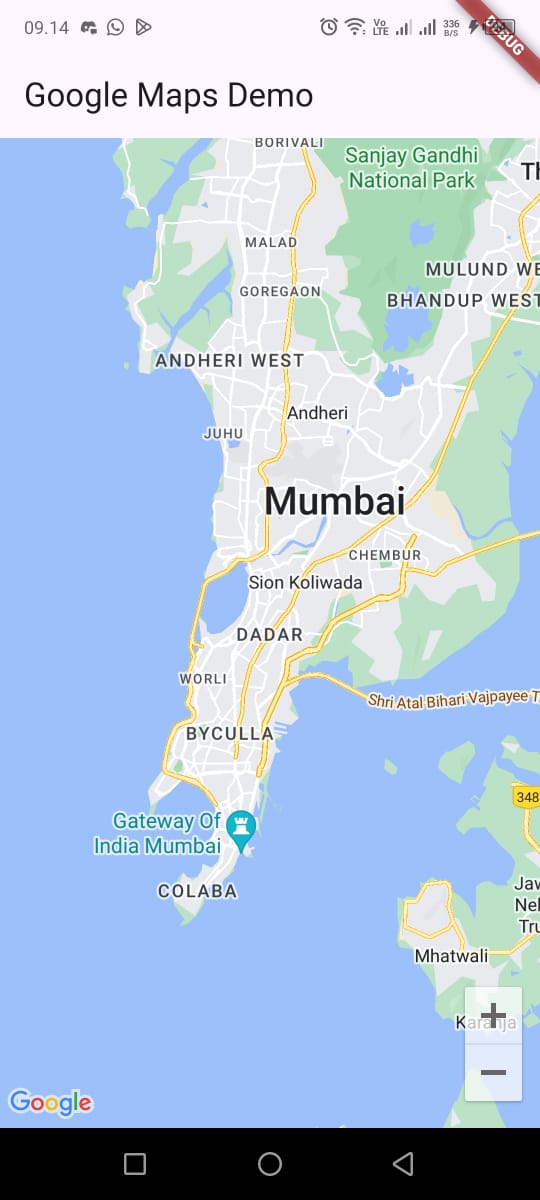 09.14
Vo
LTE
336
B/S
DEBUG
Google Maps Demo
BORIVALI
Sanjay Gandhi
National Park
MALAD
MULUND WE
GOREGAON
BHANDUP WEST
ANDHERI WEST
Andheri
JUHU
Mumbai
CHEMBUR
Sion Koliwada
DADAR
WORLI
Shri Atal Bihari Vajpayee T
BYCULLA
348
Gateway Of
India Mumbai
COLABA
Jaw
Neh
Tru
Mhatwali
Karanja
Google